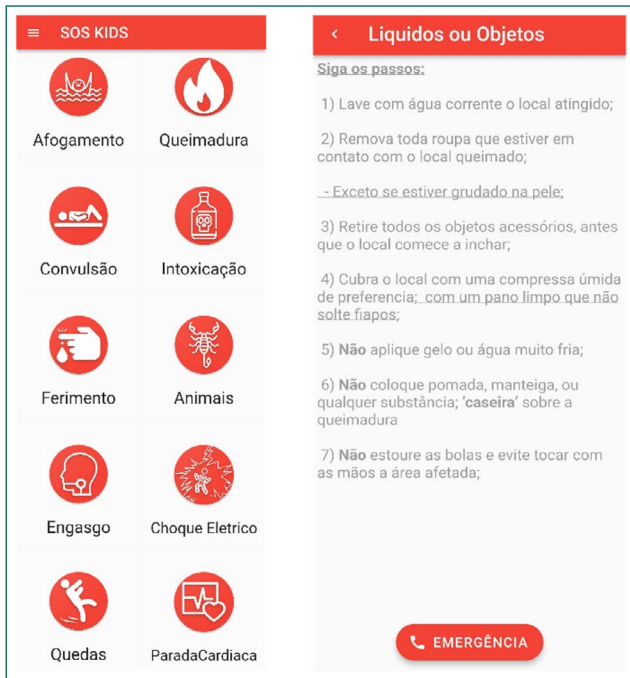 SOS KIDS
Afogamento
Queimadura
Convulsão
Intoxicação
Ferimento
Animais
Engasgo
Choque Eletrico
Quedas
ParadaCardiaca
Liquidos ou Objetos
Siga os passos:
1) Lave com água corrente o local atingido;
2) Remova toda roupa que estiver em
contato com o local queimado;
- Exceto se estiver grudado na pele;
3) Retire todos os objetos acessórios, antes
que o local comece a inchar;
4) Cubra o local com uma compressa úmida
de preferencia; com um pano limpo que não
solte fiapos;
5) Não aplique gelo ou água muito fria;
6) Não coloque pomada, manteiga, ou
qualquer substância; ‘caseira’ sobre a
queimadura
7) Não estoure as bolas e evite tocar com
as mãos a área afetada;
EMERGÊNCIA